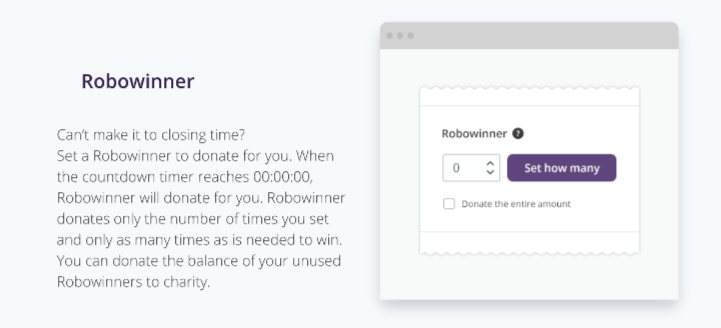 Robowinner
Can't make it to closing time?
Set a Robowinner to donate for you. When
the countdown timer reaches 00:00:00,
Robowinner will donate for you. Robowinner
donates only the number of times you set
and only as many times as is needed to win.
You can donate the balance of your unused
Robowinners to charity.
Robowinner ?
0 Set how many
Donate the entire amount